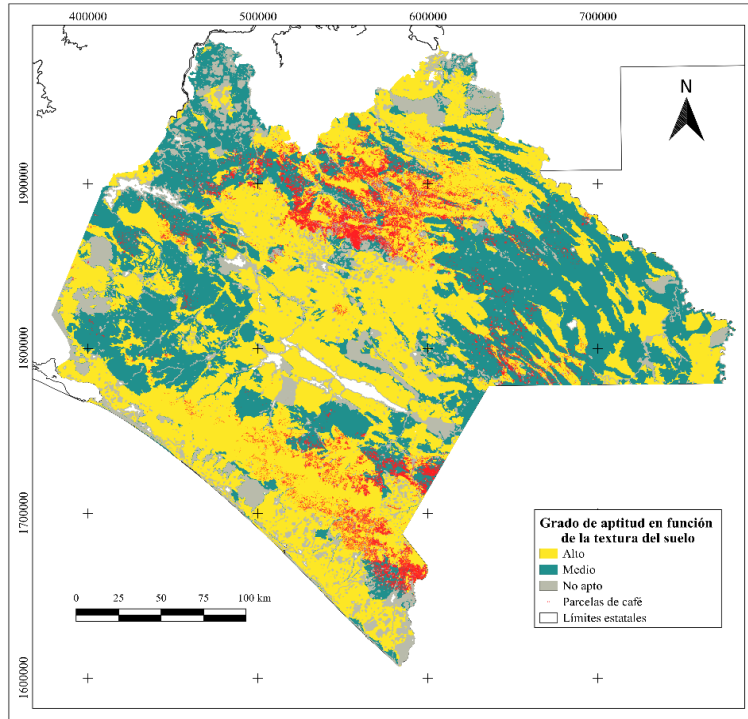 400000 500000 600000 700000
N
1900000
1800000
1700000
1600000
0 25 50 75 100 km
Grado de aptitud en función
de la textura del suelo
Alto
Medio
No apto
Parcelas de café
Límites estatales